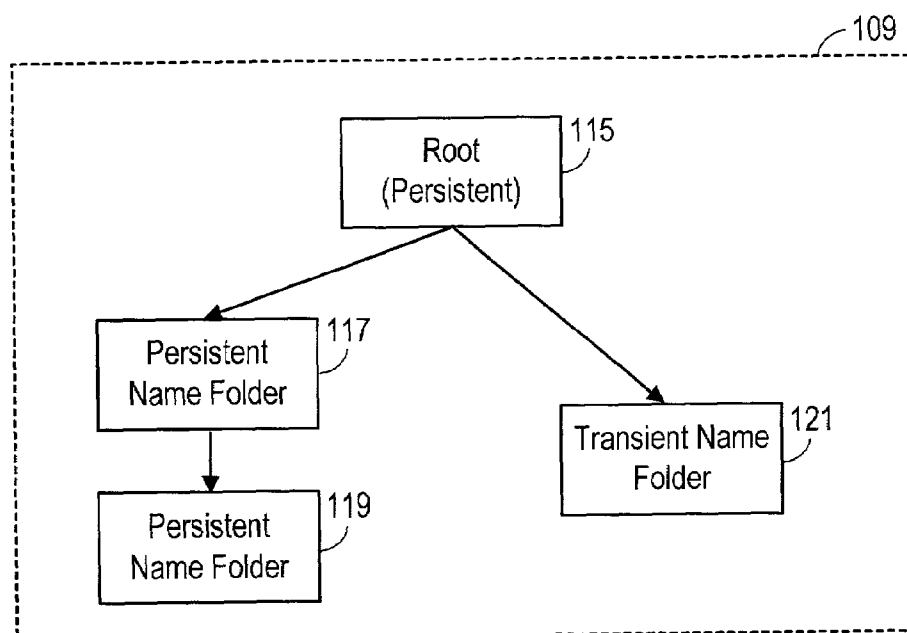 109
Root
(Persistent)
115
Persistent
Name Folder
117
Transient Name
Folder
121
Persistent
Name Folder
119